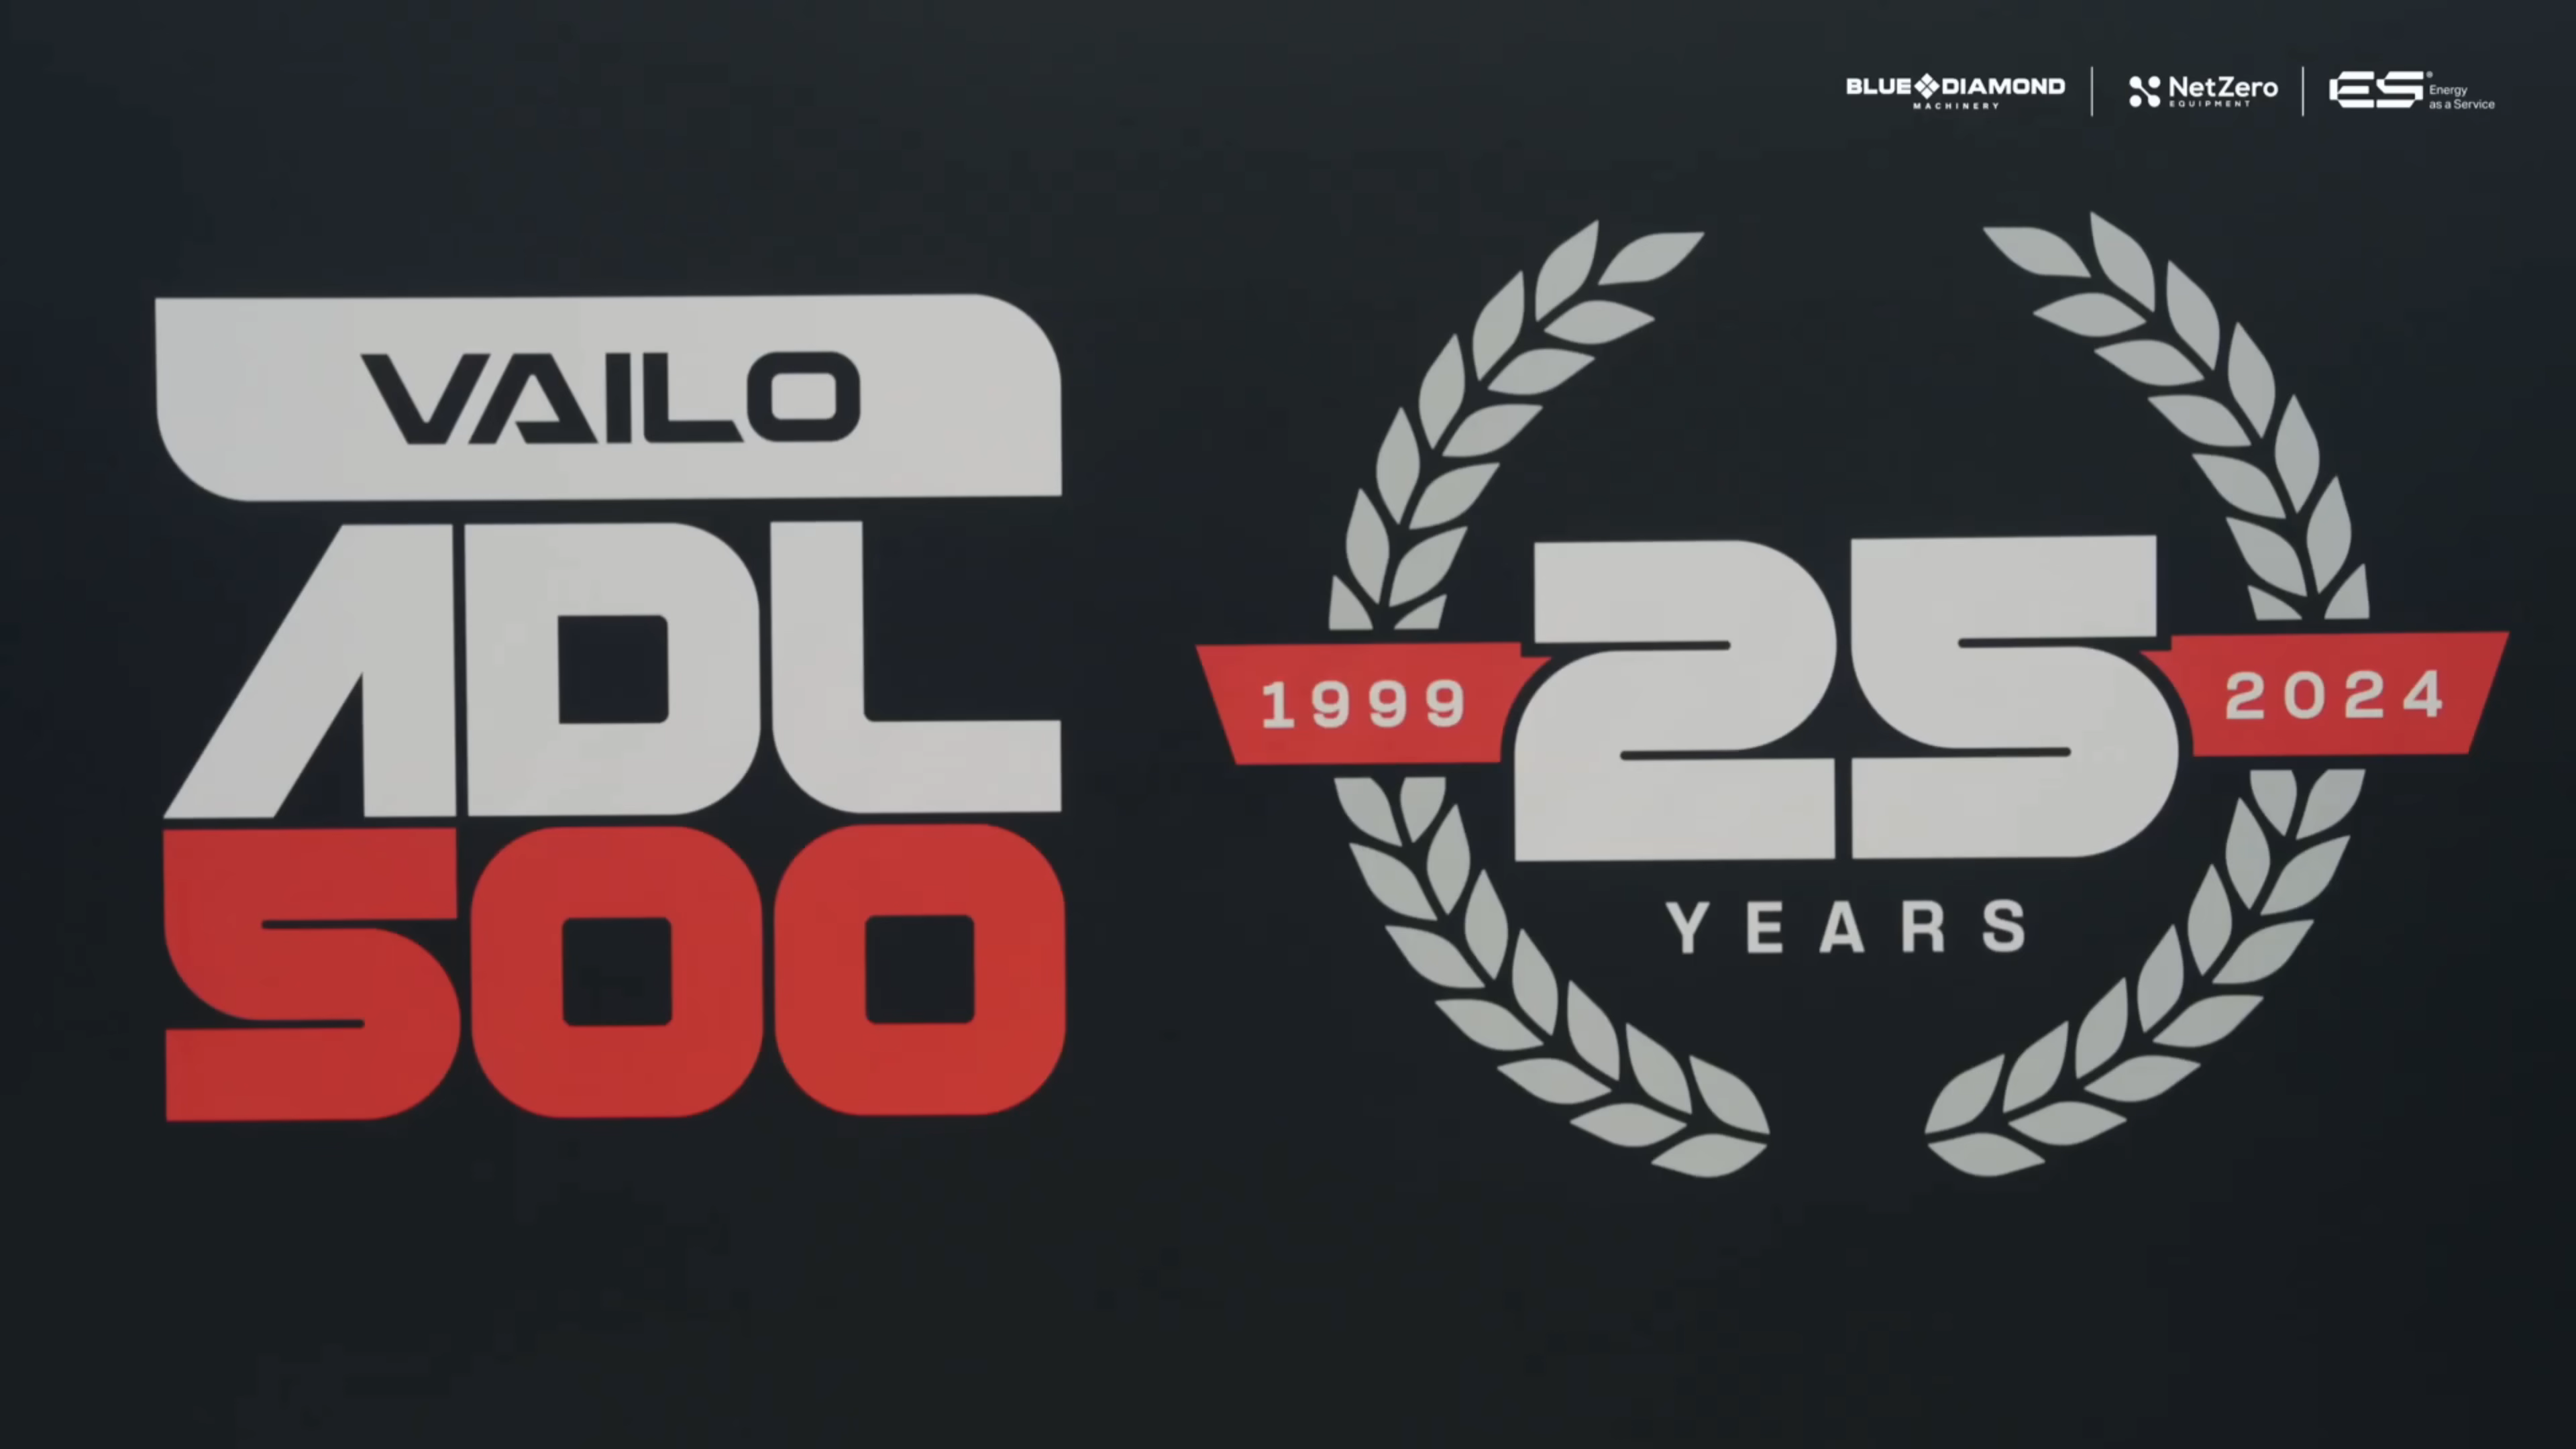 BLUE DIAMOND
MACHINERY
NetZero
EQUIPMENT
ES
Energy
as a Service
VAILO
ADL
500
1999
25
2024
YEARS